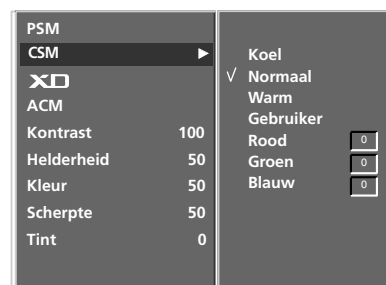 PSM
CSM ▶
XD
ACM
Kontrast 100
Helderheid 50
Kleur 50
Scherpte 50
Tint 0
Koel
√ Normaal
Warm
Gebruiker
Rood 0
Groen 0
Blauw 0